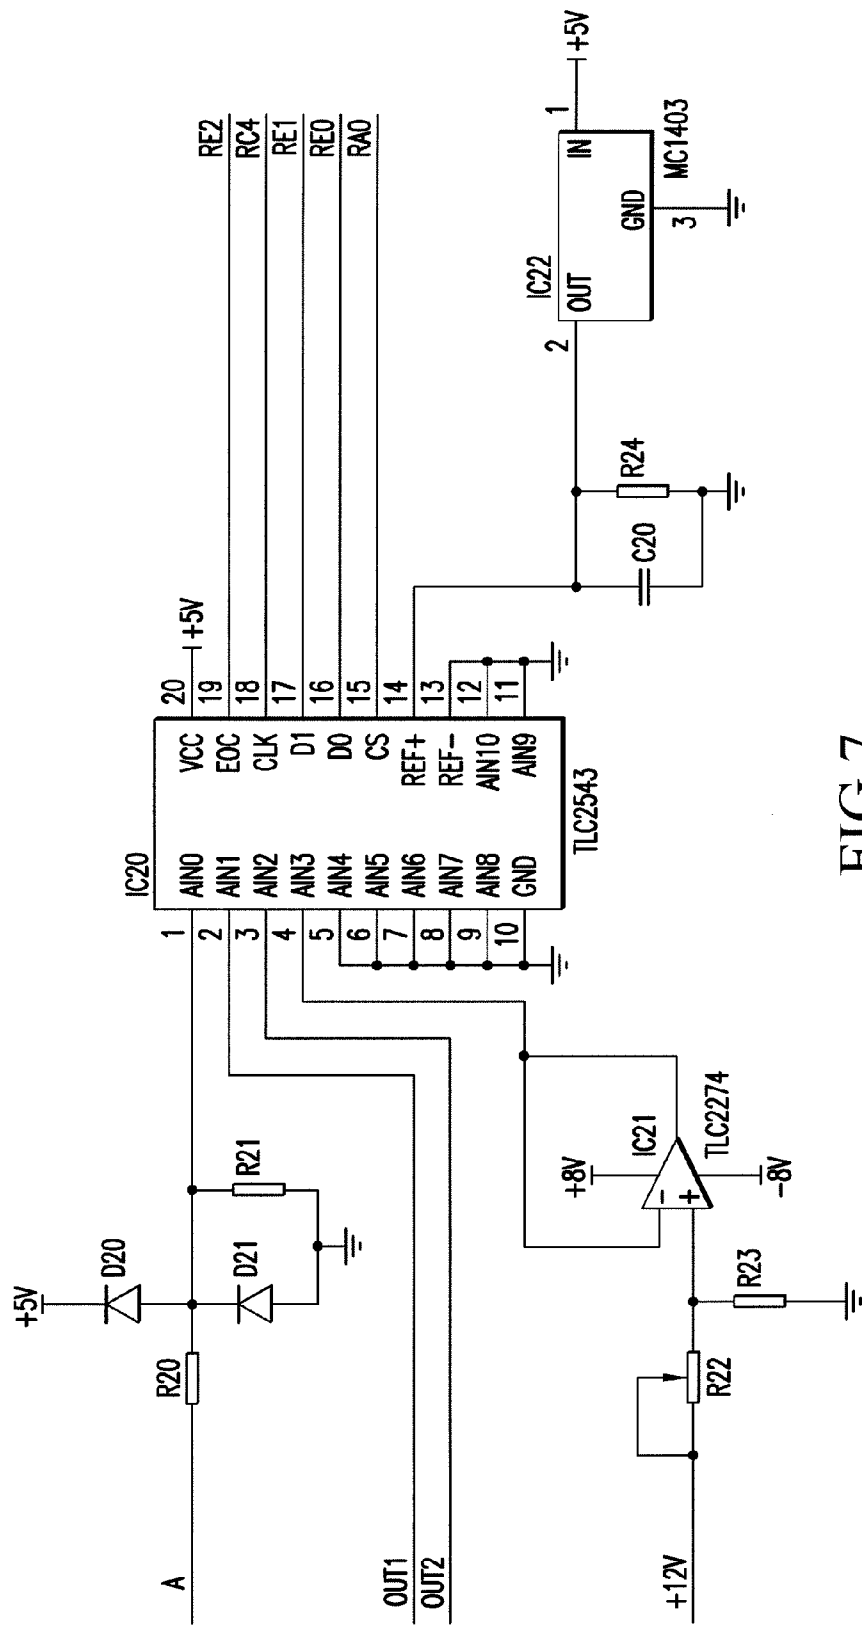 +5V
D20
A
R20
D21
R21
OUT1
OUT2
+12V
R22
R23
+8V
IC21
TLC2274
-8V
-
+
IC20
1
2
3
4
5
6
7
8
9
10
AIN0
AIN1
AIN2
AIN3
AIN4
AIN5
AIN6
AIN7
AIN8
GND
VCC
EOC
CLK
D1
D0
CS
REF+
REF-
AIN10
AIN9
20
19
18
17
16
15
14
13
12
11
TLC2543
+5V
RE2
RC4
RE1
RE0
RA0
C20
R24
IC22
2
OUT
IN
1
+5V
GND
3
MC1403
FIG.7